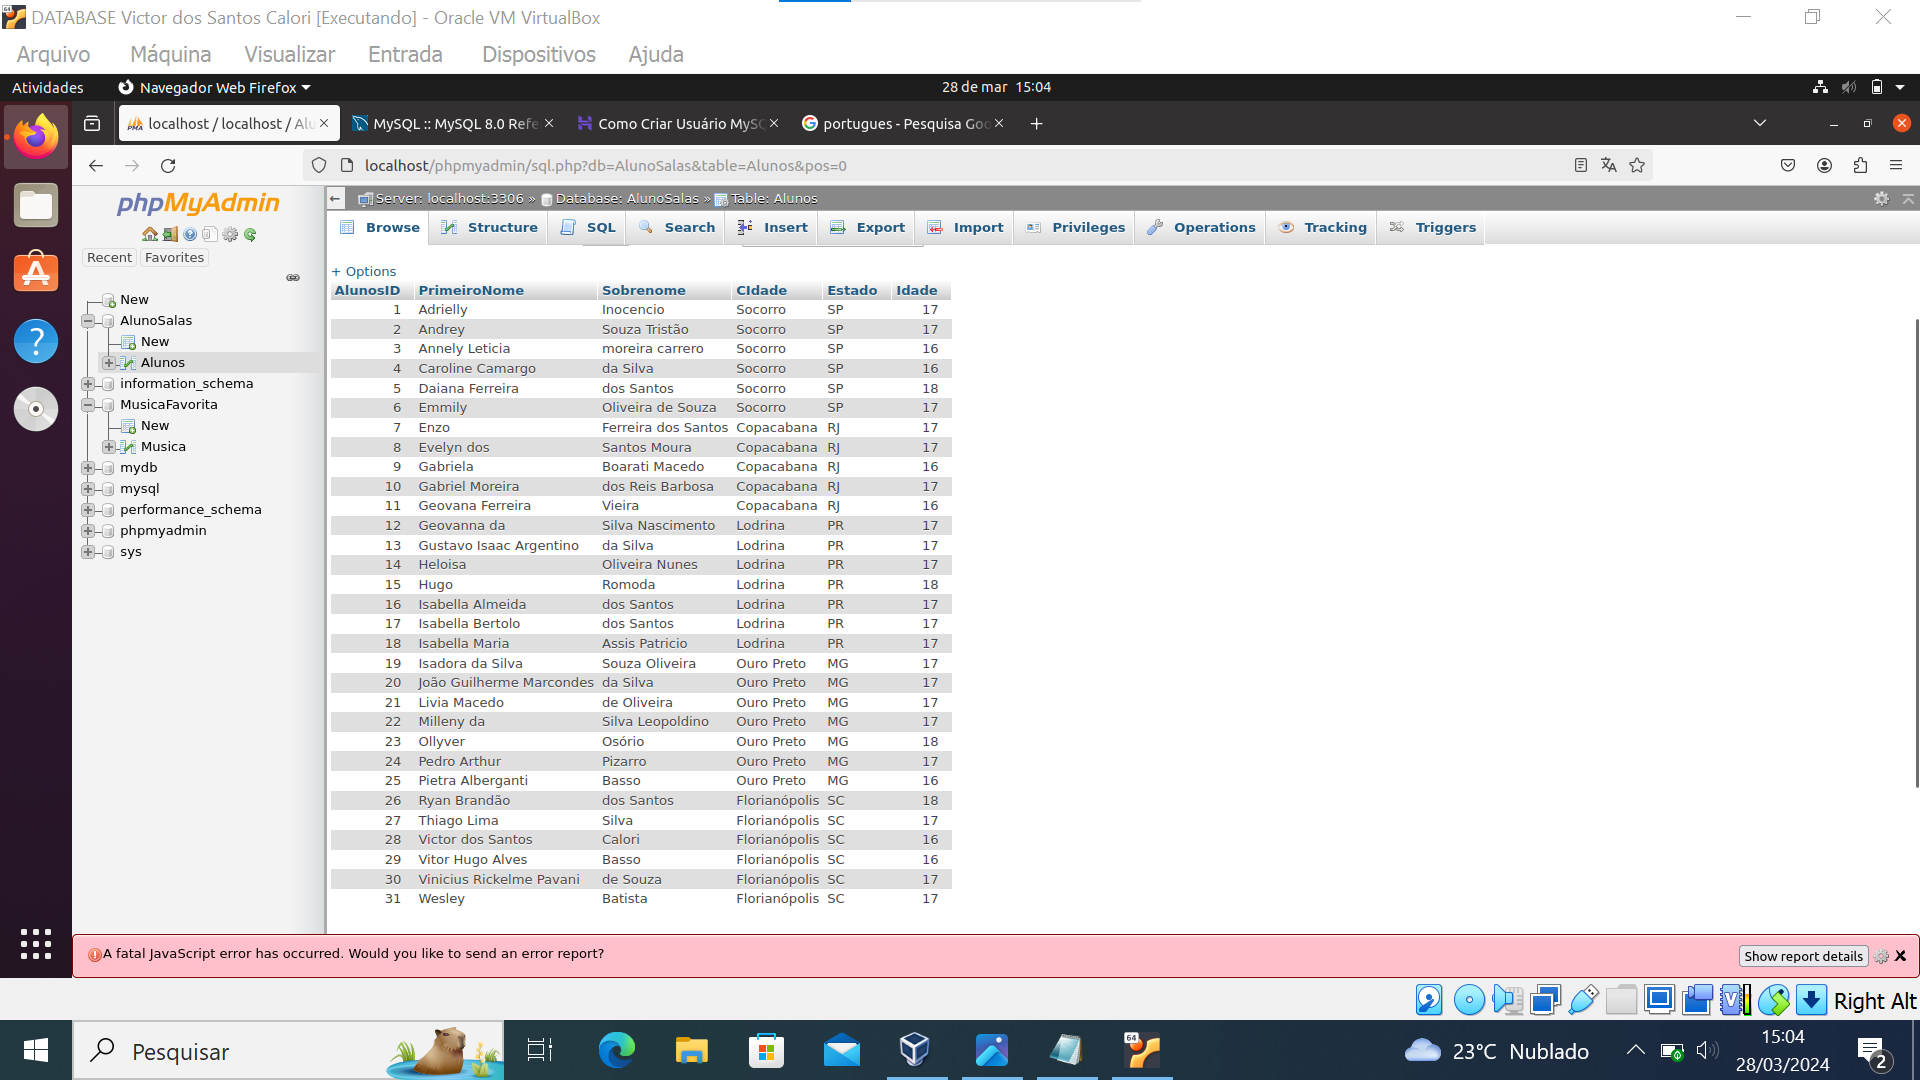 DATABASE Victor dos Santos Calori [Executando] - Oracle VM VirtualBox
Arquivo Máquina Visualizar Entrada Dispositivos Ajuda
Atividades Navegador Web Firefox 28 de mar 15:04
localhost / localhost / Alu MySQL :: MySQL 8.0 Refe Como Criar Usuário MySQ portugues - Pesquisa Goo
localhost/phpmyadmin/sql.php?db=AlunoSalas&table=Alunos&pos=0
phpMyAdmin
Recent Favorites
New
AlunoSalas
New
Alunos
information_schema
MusicaFavorita
New
Musica
mydb
mysql
performance_schema
phpmyadmin
sys
Server: localhost:3306 » Database: AlunoSalas » Table: Alunos
Browse Structure SQL Search Insert Export Import Privileges Operations Tracking Triggers
+ Options
AlunosID PrimeiroNome Sobrenome CIdade Estado Idade
1 Adrielly Inocencio Socorro SP 17
2 Andrey Souza Tristão Socorro SP 17
3 Annely Leticia moreira carrero Socorro SP 16
4 Caroline Camargo da Silva Socorro SP 16
5 Daiana Ferreira dos Santos Socorro SP 18
6 Emmily Oliveira de Souza Socorro SP 17
7 Enzo Ferreira dos Santos Copacabana RJ 17
8 Evelyn dos Santos Moura Copacabana RJ 17
9 Gabriela Boarati Macedo Copacabana RJ 16
10 Gabriel Moreira dos Reis Barbosa Copacabana RJ 17
11 Geovana Ferreira Vieira Copacabana RJ 16
12 Geovanna da Silva Nascimento Lodrina PR 17
13 Gustavo Isaac Argentino da Silva Lodrina PR 17
14 Heloisa Oliveira Nunes Lodrina PR 17
15 Hugo Romoda Lodrina PR 18
16 Isabella Almeida dos Santos Lodrina PR 17
17 Isabella Bertolo dos Santos Lodrina PR 17
18 Isabella Maria Assis Patricio Lodrina PR 17
19 Isadora da Silva Souza Oliveira Ouro Preto MG 17
20 João Guilherme Marcondes da Silva Ouro Preto MG 17
21 Livia Macedo de Oliveira Ouro Preto MG 17
22 Milleny da Silva Leopoldino Ouro Preto MG 17
23 Ollyver Osório Ouro Preto MG 18
24 Pedro Arthur Pizarro Ouro Preto MG 17
25 Pietra Alberganti Basso Ouro Preto MG 16
26 Ryan Brandão dos Santos Florianópolis SC 18
27 Thiago Lima Silva Florianópolis SC 17
28 Victor dos Santos Calori Florianópolis SC 16
29 Vitor Hugo Alves Basso Florianópolis SC 16
30 Vinicius Rickelme Pavani de Souza Florianópolis SC 17
31 Wesley Batista Florianópolis SC 17
A fatal JavaScript error has occurred. Would you like to send an error report? Show report details
Right Alt
Pesquisar 64 23°C Nublado 15:04
28/03/2024 2